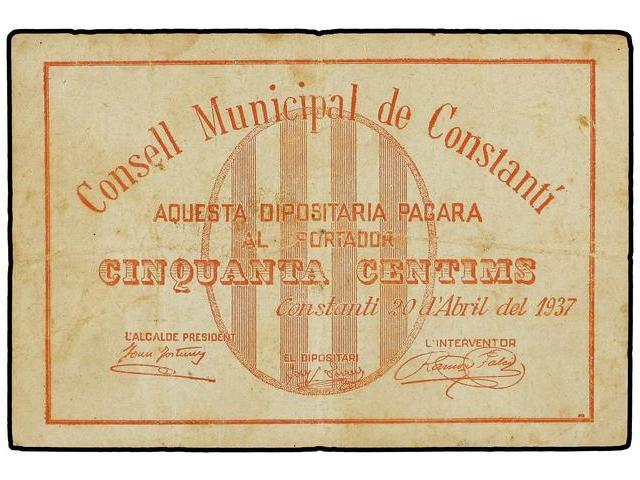 Consell Municipal de Constantí
AQUESTA DIPOSITARIA PAGARA
AL PORTADOR
CINQUANTA CENTIMS
Constantí 20 d'Abril del 1937
L'ALCALDE PRESIDENT
EL DIPOSITARI
L'INTERVENTOR